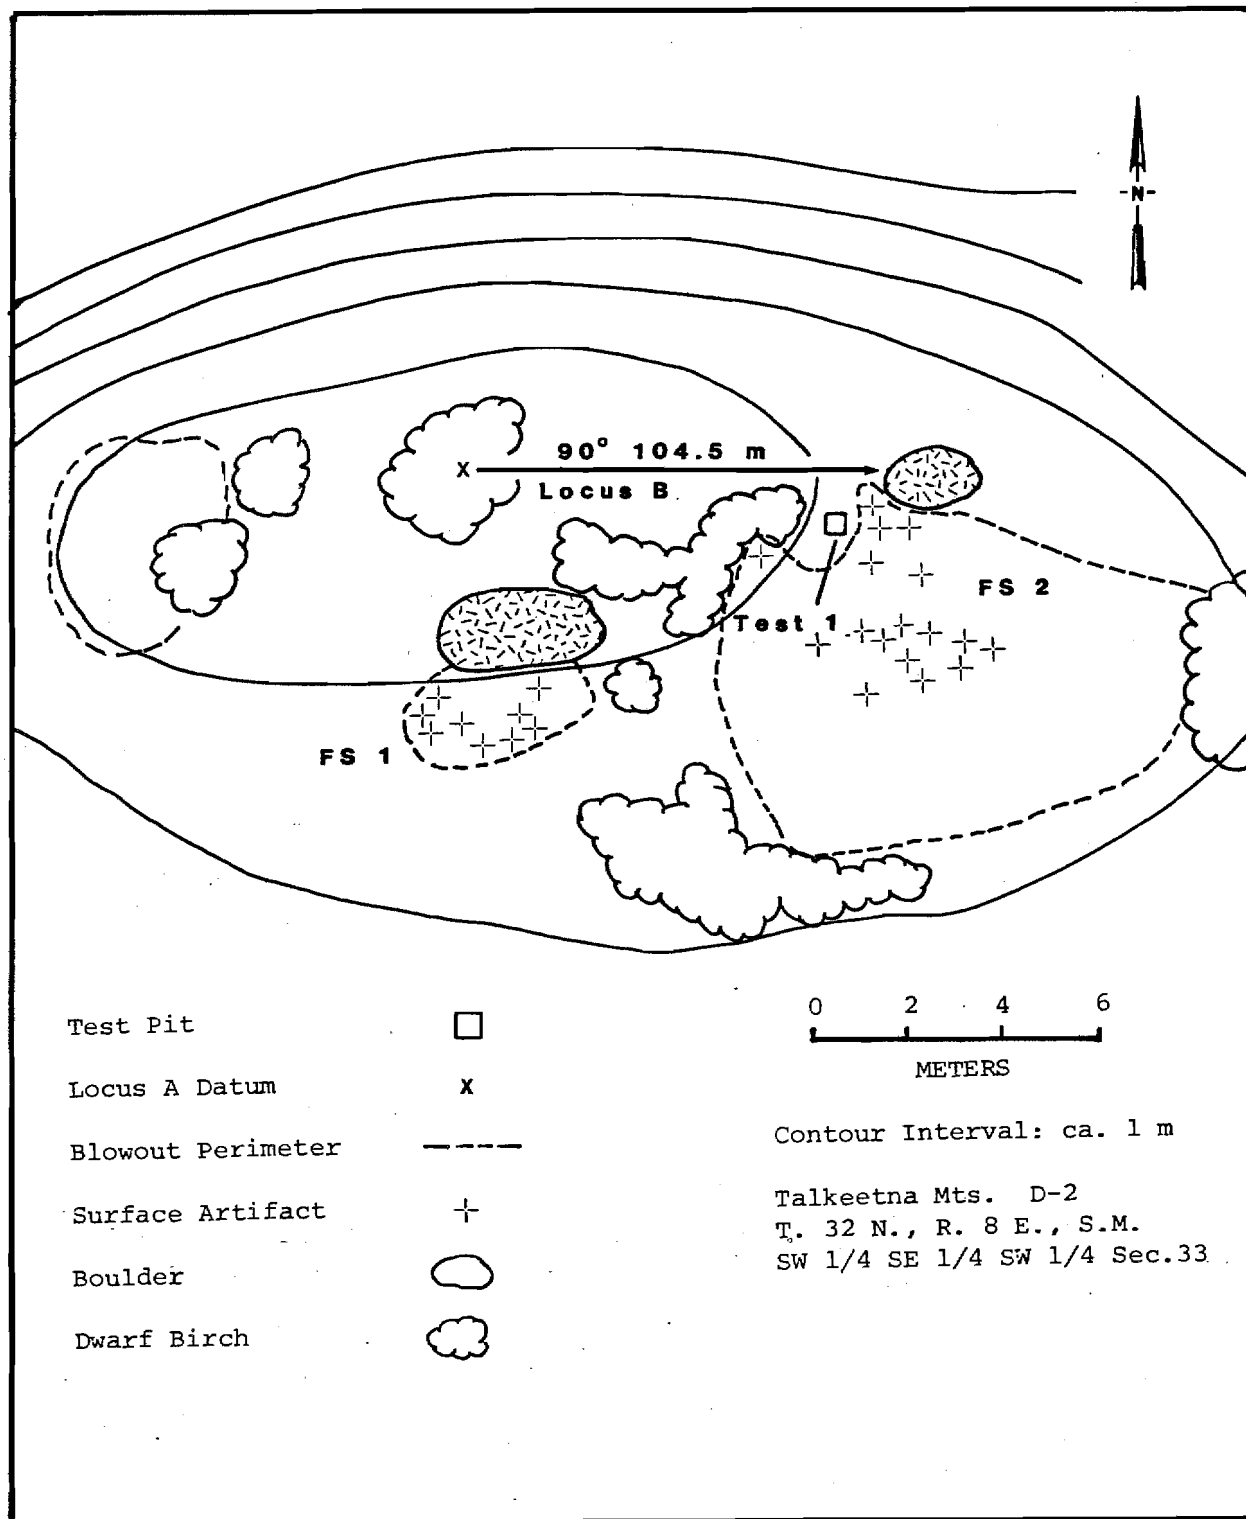 -N-
90° 104.5 m
X
Locus B
FS 2
Test 1
FS 1
0 2 4 6
METERS
Test Pit
Locus A Datum X
Blowout Perimeter
Surface Artifact
Boulder
Dwarf Birch
Contour Interval: ca. 1 m
Talkeetna Mts. D-2
T. 32 N., R. 8 E., S.M.
SW 1/4 SE 1/4 SW 1/4 Sec.33